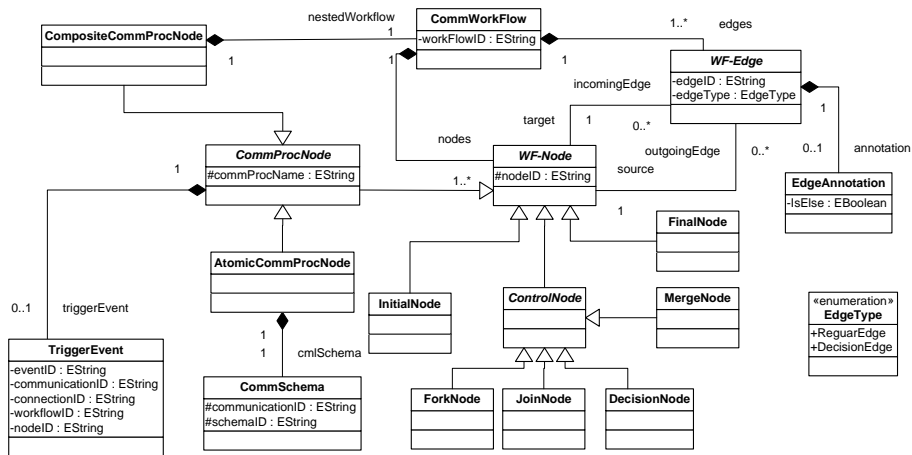 nestedWorkflow
CommWorkFlow
-workFlowID : EString
1..*
edges
CompositeCommProcNode
1
1
1
1
WF-Edge
-edgeID : EString
-edgeType : EdgeType
incomingEdge
target
1
0..*
1
nodes
outgoingEdge
0..*
0..1
annotation
CommProcNode
#commProcName : EString
1
1..*
WF-Node
#nodeID : EString
source
1
EdgeAnnotation
-IsElse : EBoolean
FinalNode
AtomicCommProcNode
InitialNode
ControlNode
MergeNode
«enumeration»
EdgeType
+ReguarEdge
+DecisionEdge
0..1
triggerEvent
1
1
cmlSchema
TriggerEvent
-eventID : EString
-communicationID : EString
-connectionID : EString
-workflowID : EString
-nodeID : EString
CommSchema
#communicationID : EString
#schemaID : EString
ForkNode
JoinNode
DecisionNode